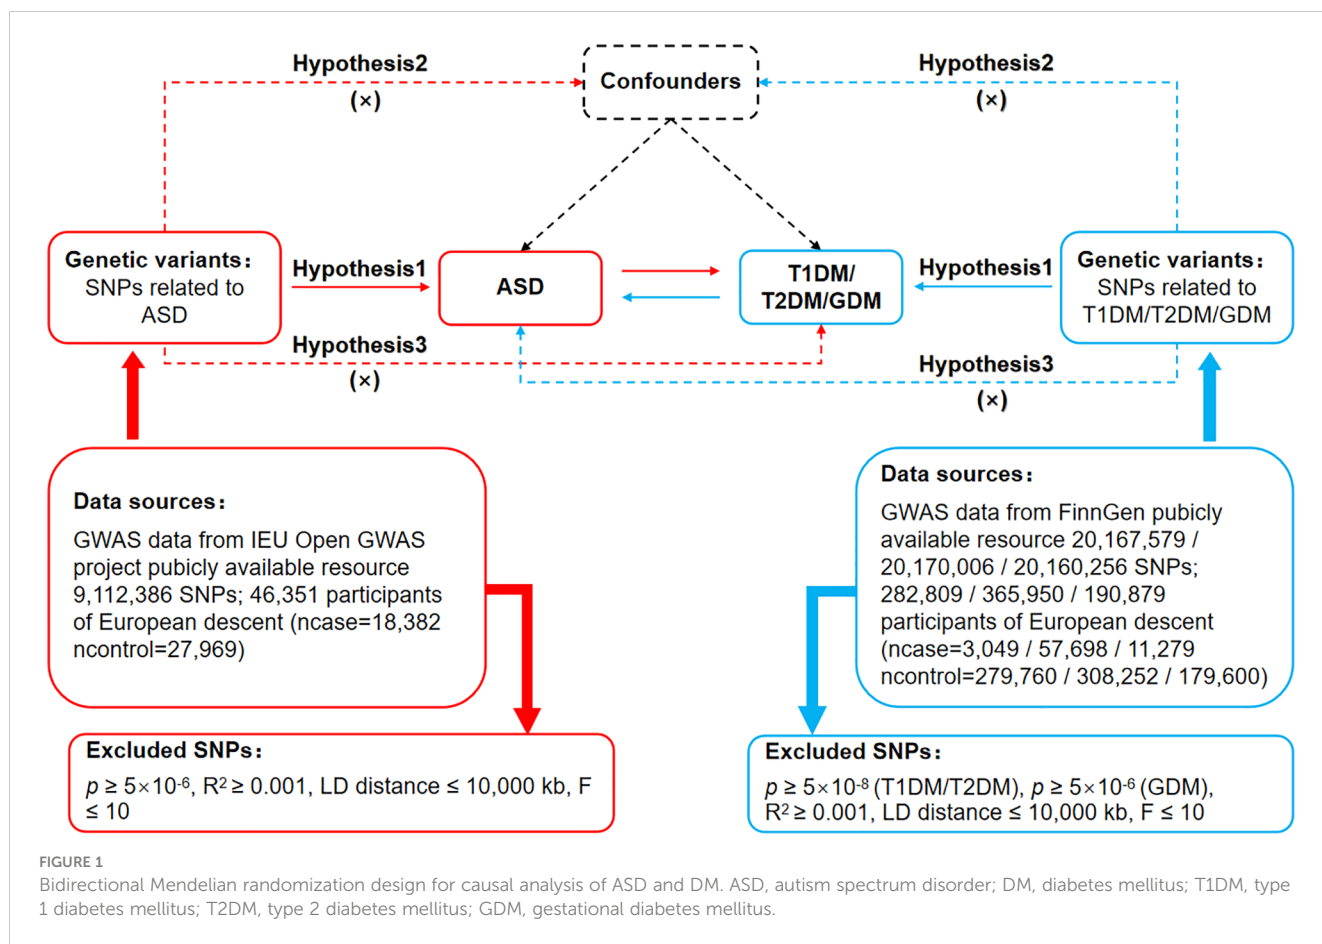 Hypothesis2
(×)
Confounders
Hypothesis2
(×)
Genetic variants:
SNPs related to
ASD
Hypothesis1
ASD
T1DM/
T2DM/GDM
Hypothesis1
Genetic variants:
SNPs related to
T1DM/T2DM/GDM
Hypothesis3
(×)
Hypothesis3
(×)
Data sources:
GWAS data from IEU Open GWAS
project pubicly available resource
9,112,386 SNPs; 46,351 participants
of European descent (ncase=18,382
ncontrol=27,969)
Data sources:
GWAS data from FinnGen pubicly
available resource 20,167,579 /
20,170,006 / 20,160,256 SNPs;
282,809 / 365,950 / 190,879
participants of European descent
(ncase=3,049 / 57,698 / 11,279
ncontrol=279,760 / 308,252 / 179,600)
Excluded SNPs:
p ≥ 5×10⁻⁶, R² ≥ 0.001, LD distance ≤ 10,000 kb, F
≤ 10
Excluded SNPs:
p ≥ 5×10⁻⁸ (T1DM/T2DM), p ≥ 5×10⁻⁶ (GDM),
R² ≥ 0.001, LD distance ≤ 10,000 kb, F ≤ 10
FIGURE 1
Bidirectional Mendelian randomization design for causal analysis of ASD and DM. ASD, autism spectrum disorder; DM, diabetes mellitus; T1DM, type
1 diabetes mellitus; T2DM, type 2 diabetes mellitus; GDM, gestational diabetes mellitus.